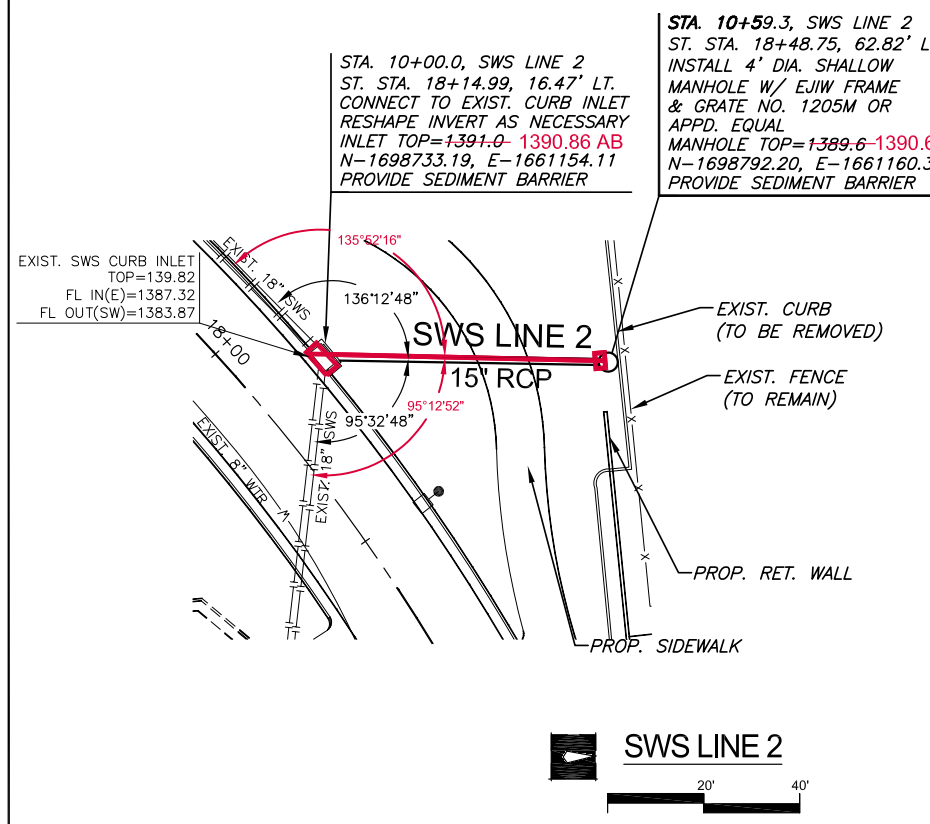 STA. 10+00.0, SWS LINE 2
ST. STA. 18+14.99, 16.47' LT.
CONNECT TO EXIST. CURB INLET
RESHAPE INVERT AS NECESSARY
INLET TOP=1391.0 1390.86 AB
N-1698733.19, E-1661154.11
PROVIDE SEDIMENT BARRIER
STA. 10+59.3, SWS LINE 2
ST. STA. 18+48.75, 62.82' L
INSTALL 4' DIA. SHALLOW
MANHOLE W/ EJIW FRAME
& GRATE NO. 1205M OR
APPD. EQUAL
MANHOLE TOP=1389.6 1390.6
N-1698792.20, E-1661160.3
PROVIDE SEDIMENT BARRIER
EXIST. SWS CURB INLET
TOP=139.82
FL IN(E)=1387.32
FL OUT(SW)=1383.87
EXIST. 18" SWS
135°52'16"
136°12'48"
18+00
SWS LINE 2
15" RCP
95°12'52"
95°32'48"
EXIST. 18" SWS
EXIST. 8" WTR
W
EXIST. CURB
(TO BE REMOVED)
EXIST. FENCE
(TO REMAIN)
X
X
X
X
X
X
PROP. RET. WALL
PROP. SIDEWALK
SWS LINE 2
20'
40'